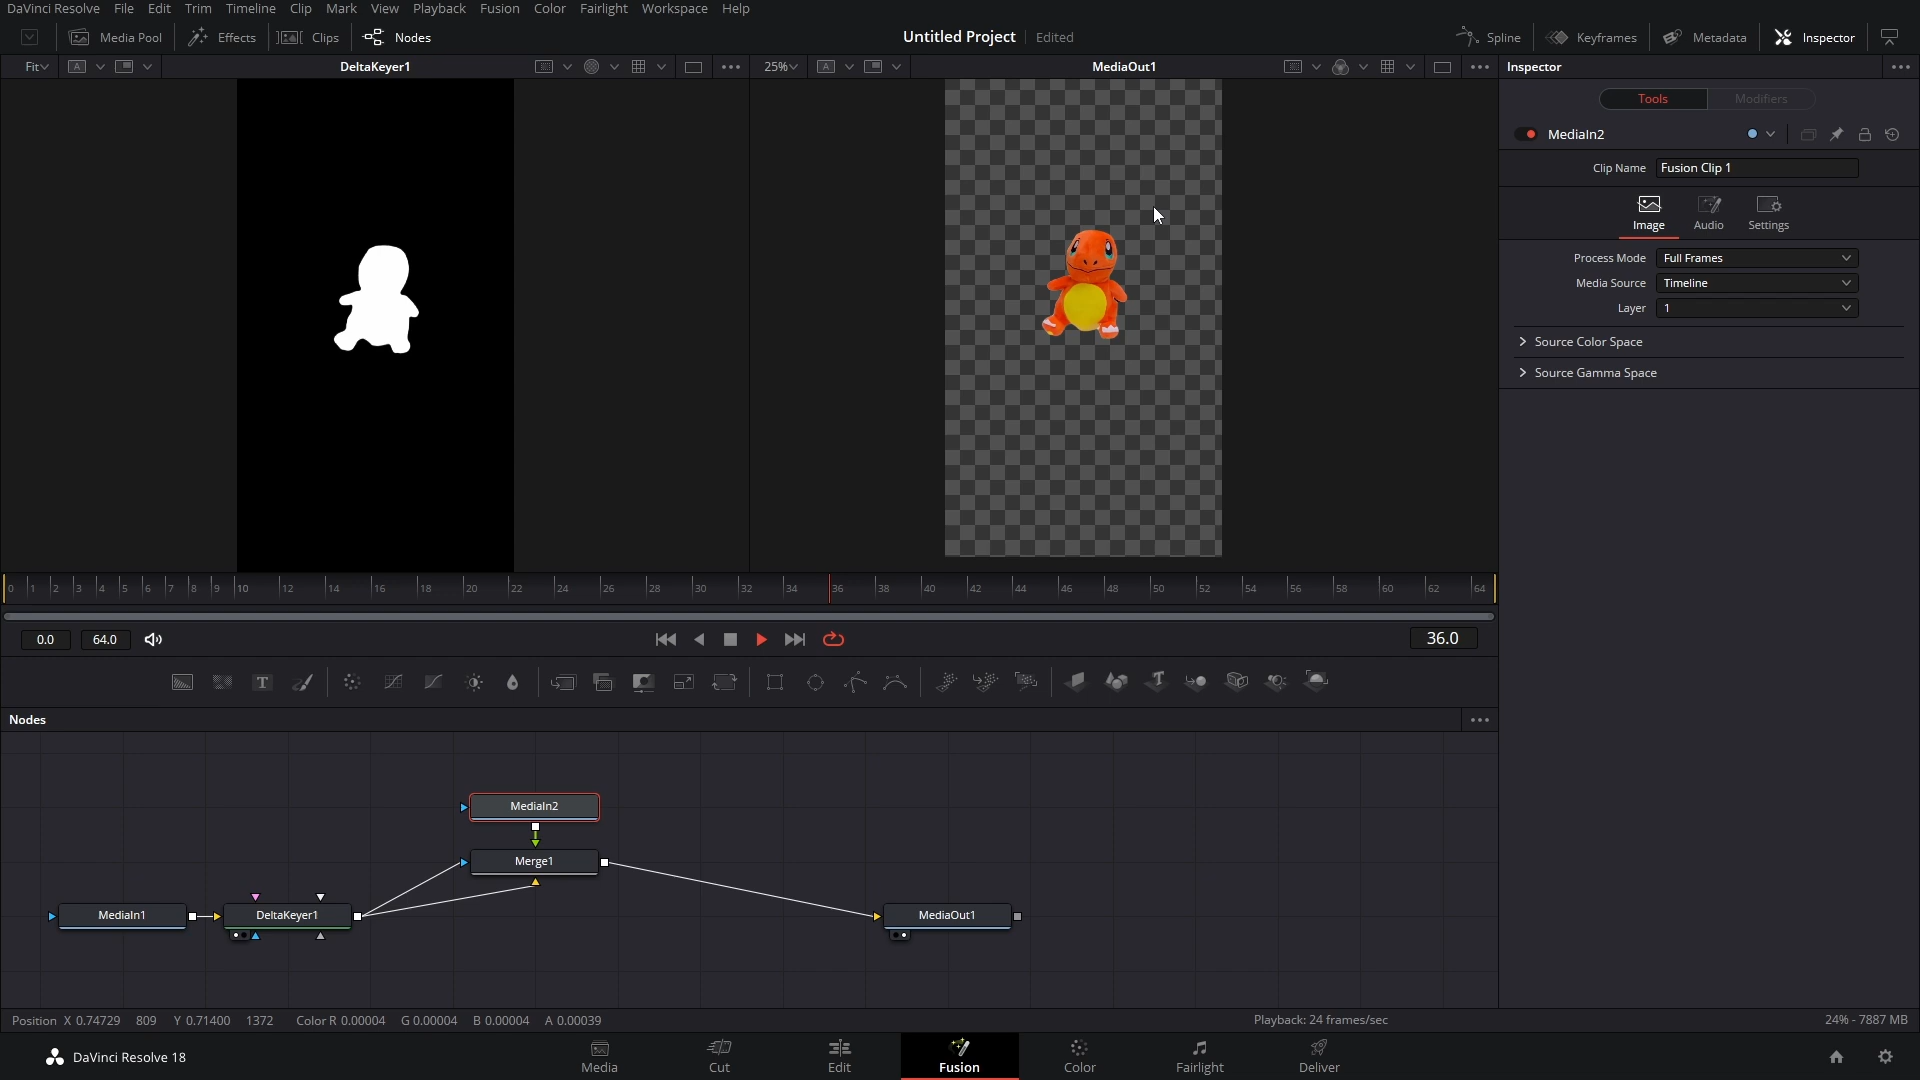 DaVinci Resolve File Edit Trim Timeline Clip Mark View Playback Fusion Color Fairlight Workspace Help
Media Pool Effects Clips Nodes Untitled Project Edited Spline Keyframes Metadata Inspector
Fit A DeltaKeyer1 25% A MediaOut1 Inspector
Tools Modifiers
MediaIn2
Clip Name Fusion Clip 1
Image Audio Settings
Process Mode Full Frames
Media Source Timeline
Layer 1
Source Color Space
Source Gamma Space
0 1 2 3 4 5 6 7 8 9 10 12 14 16 18 20 22 24 26 28 30 32 34 36 38 40 42 44 46 48 50 52 54 56 58 60 62 64
0.0 64.0 36.0
T T
Nodes
MediaIn2
Merge1
MediaIn1 DeltaKeyer1 MediaOut1
Position X 0.74729 809 Y 0.71400 1372 Color R 0.00004 G 0.00004 B 0.00004 A 0.00039 Playback: 24 frames/sec 24% - 7887 MB
DaVinci Resolve 18 Media Cut Edit Fusion Color Fairlight Deliver